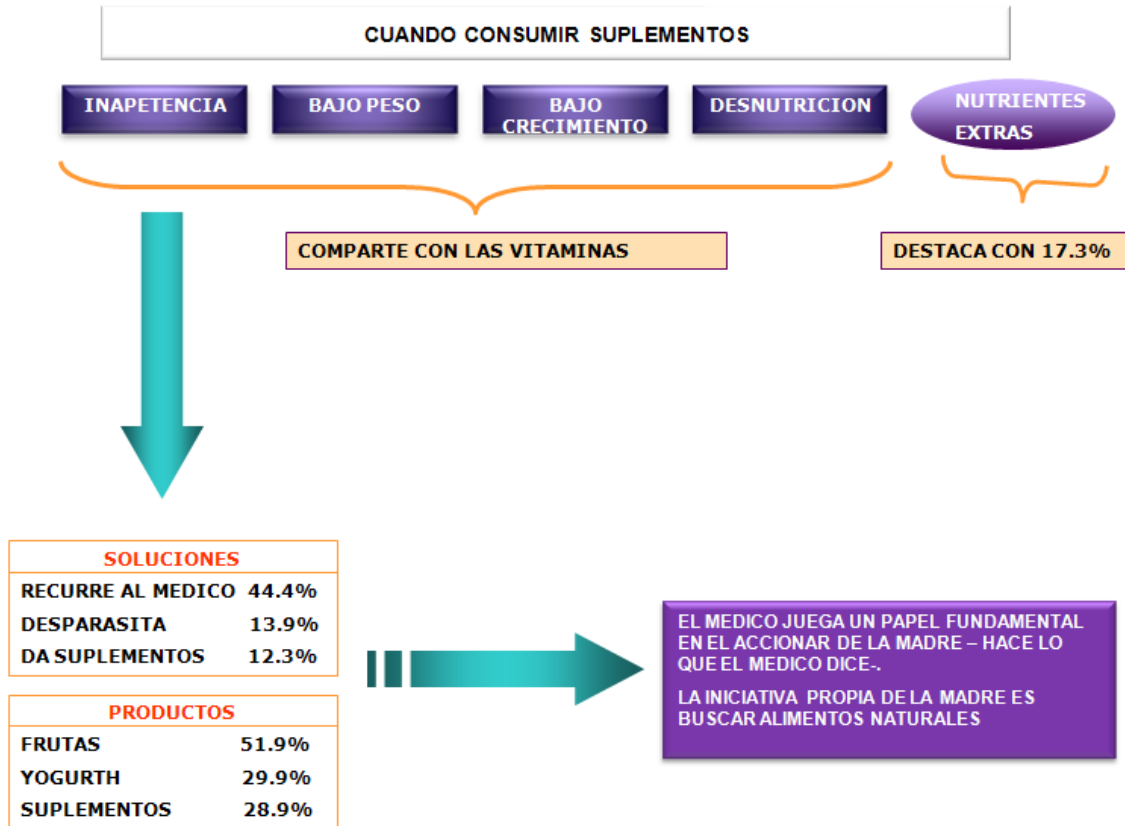 CUANDO CONSUMIR SUPLEMENTOS
INAPETENCIA
BAJO PESO
BAJO
CRECIMIENTO
DESNUTRICION
NUTRIENTES
EXTRAS
COMPARTE CON LAS VITAMINAS
DESTACA CON 17.3%
SOLUCIONES
RECURRE AL MEDICO 44.4%
DESPARASITA 13.9%
DA SUPLEMENTOS 12.3%
PRODUCTOS
FRUTAS 51.9%
YOGURTH 29.9%
SUPLEMENTOS 28.9%
EL MEDICO JUEGA UN PAPEL FUNDAMENTAL
EN EL ACCIONAR DE LA MADRE – HACE LO
QUE EL MEDICO DICE-.
LA INICIATIVA PROPIA DE LA MADRE ES
BUSCAR ALIMENTOS NATURALES